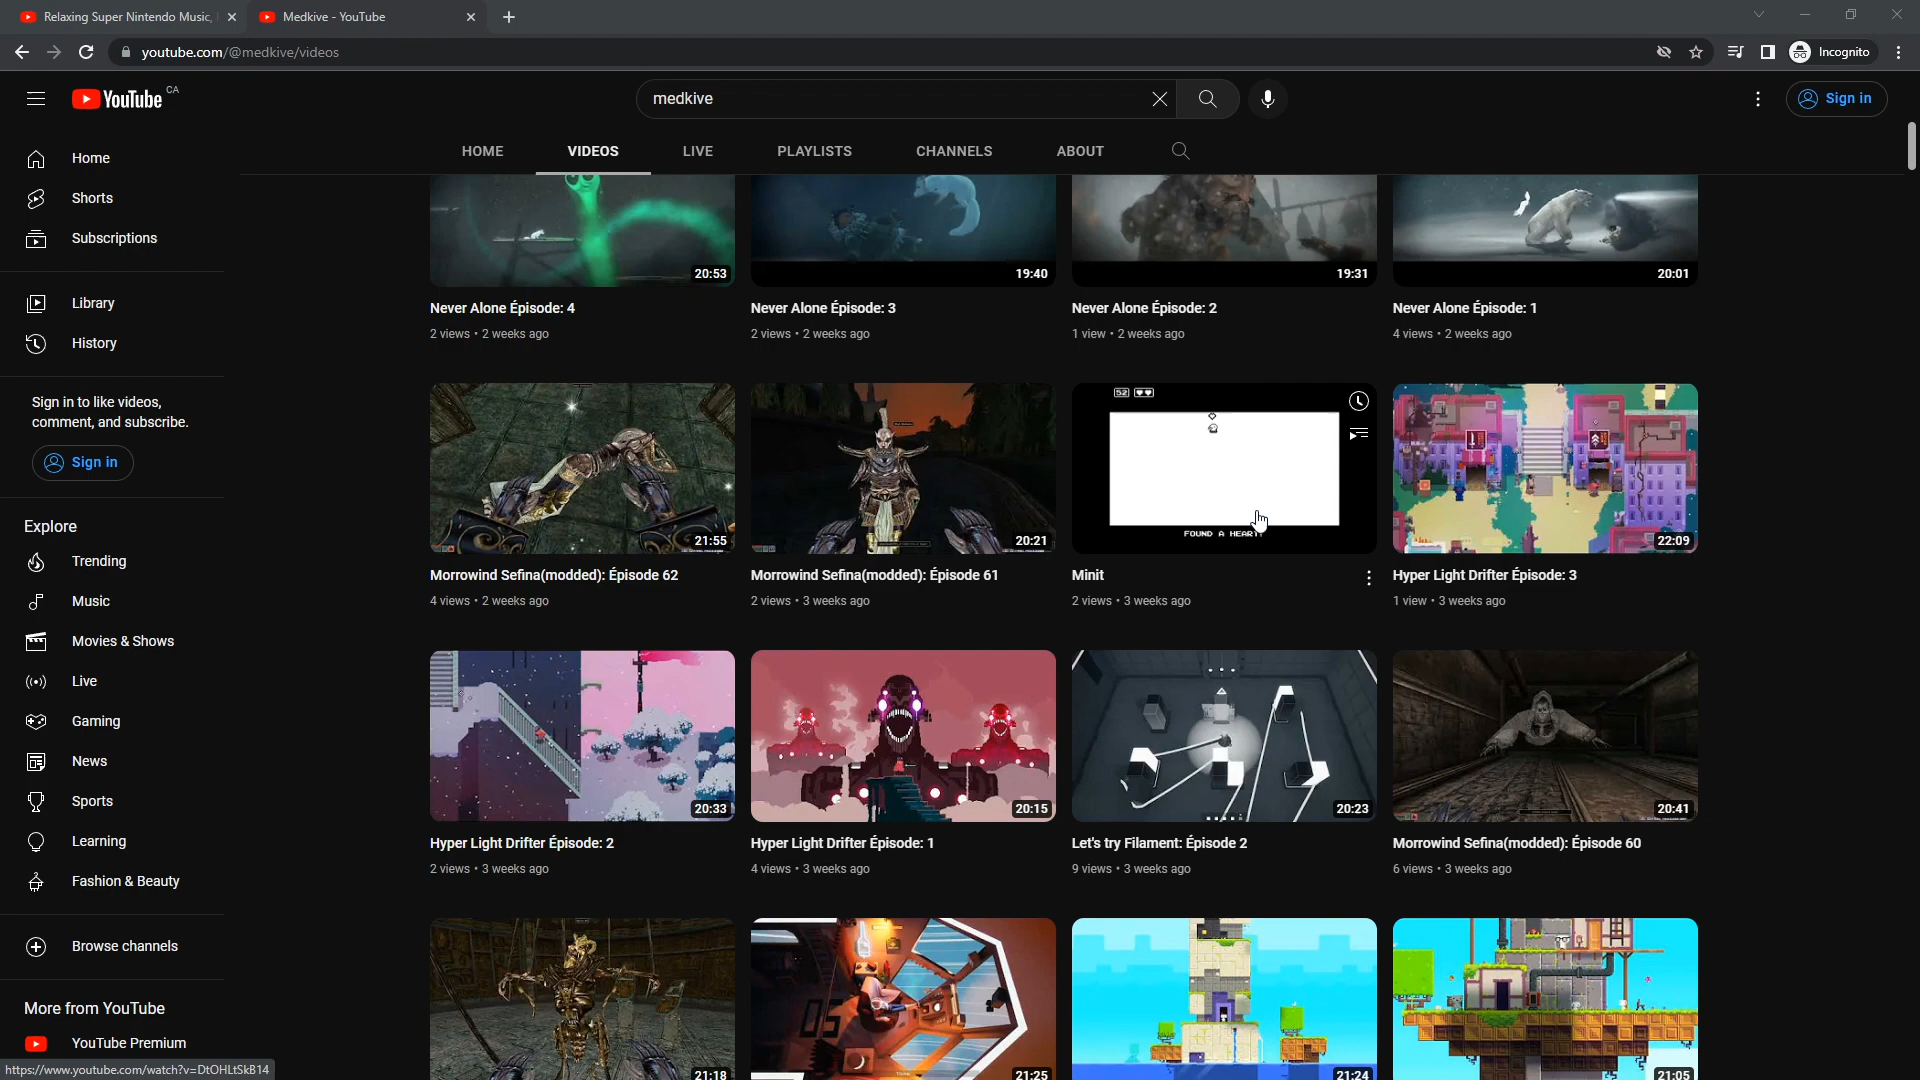 Relaxing Super Nintendo Music,
Medkive - YouTube
youtube.com/@medkive/videos
Incognito
YouTube CA
medkive
Sign in
HOME
VIDEOS
LIVE
PLAYLISTS
CHANNELS
ABOUT
Home
Shorts
Subscriptions
Library
History
Sign in to like videos,
comment, and subscribe.
Sign in
Explore
Trending
Music
Movies & Shows
Live
Gaming
News
Sports
Learning
Fashion & Beauty
Browse channels
More from YouTube
YouTube Premium
https://www.youtube.com/watch?v=DtOHLtSkB14
20:53
19:40
19:31
20:01
Never Alone Épisode: 4
2 views • 2 weeks ago
Never Alone Épisode: 3
2 views • 2 weeks ago
Never Alone Épisode: 2
1 view • 2 weeks ago
Never Alone Épisode: 1
4 views • 2 weeks ago
21:55
20:21
52
FOUND A HEART!
22:09
Morrowind Sefina(modded): Épisode 62
4 views • 2 weeks ago
Morrowind Sefina(modded): Épisode 61
2 views • 3 weeks ago
Minit
2 views • 3 weeks ago
Hyper Light Drifter Épisode: 3
1 view • 3 weeks ago
20:33
20:15
20:23
20:41
Hyper Light Drifter Épisode: 2
2 views • 3 weeks ago
Hyper Light Drifter Épisode: 1
4 views • 3 weeks ago
Let's try Filament: Épisode 2
9 views • 3 weeks ago
Morrowind Sefina(modded): Épisode 60
6 views • 3 weeks ago
21:18
05
21:25
21:24
21:05